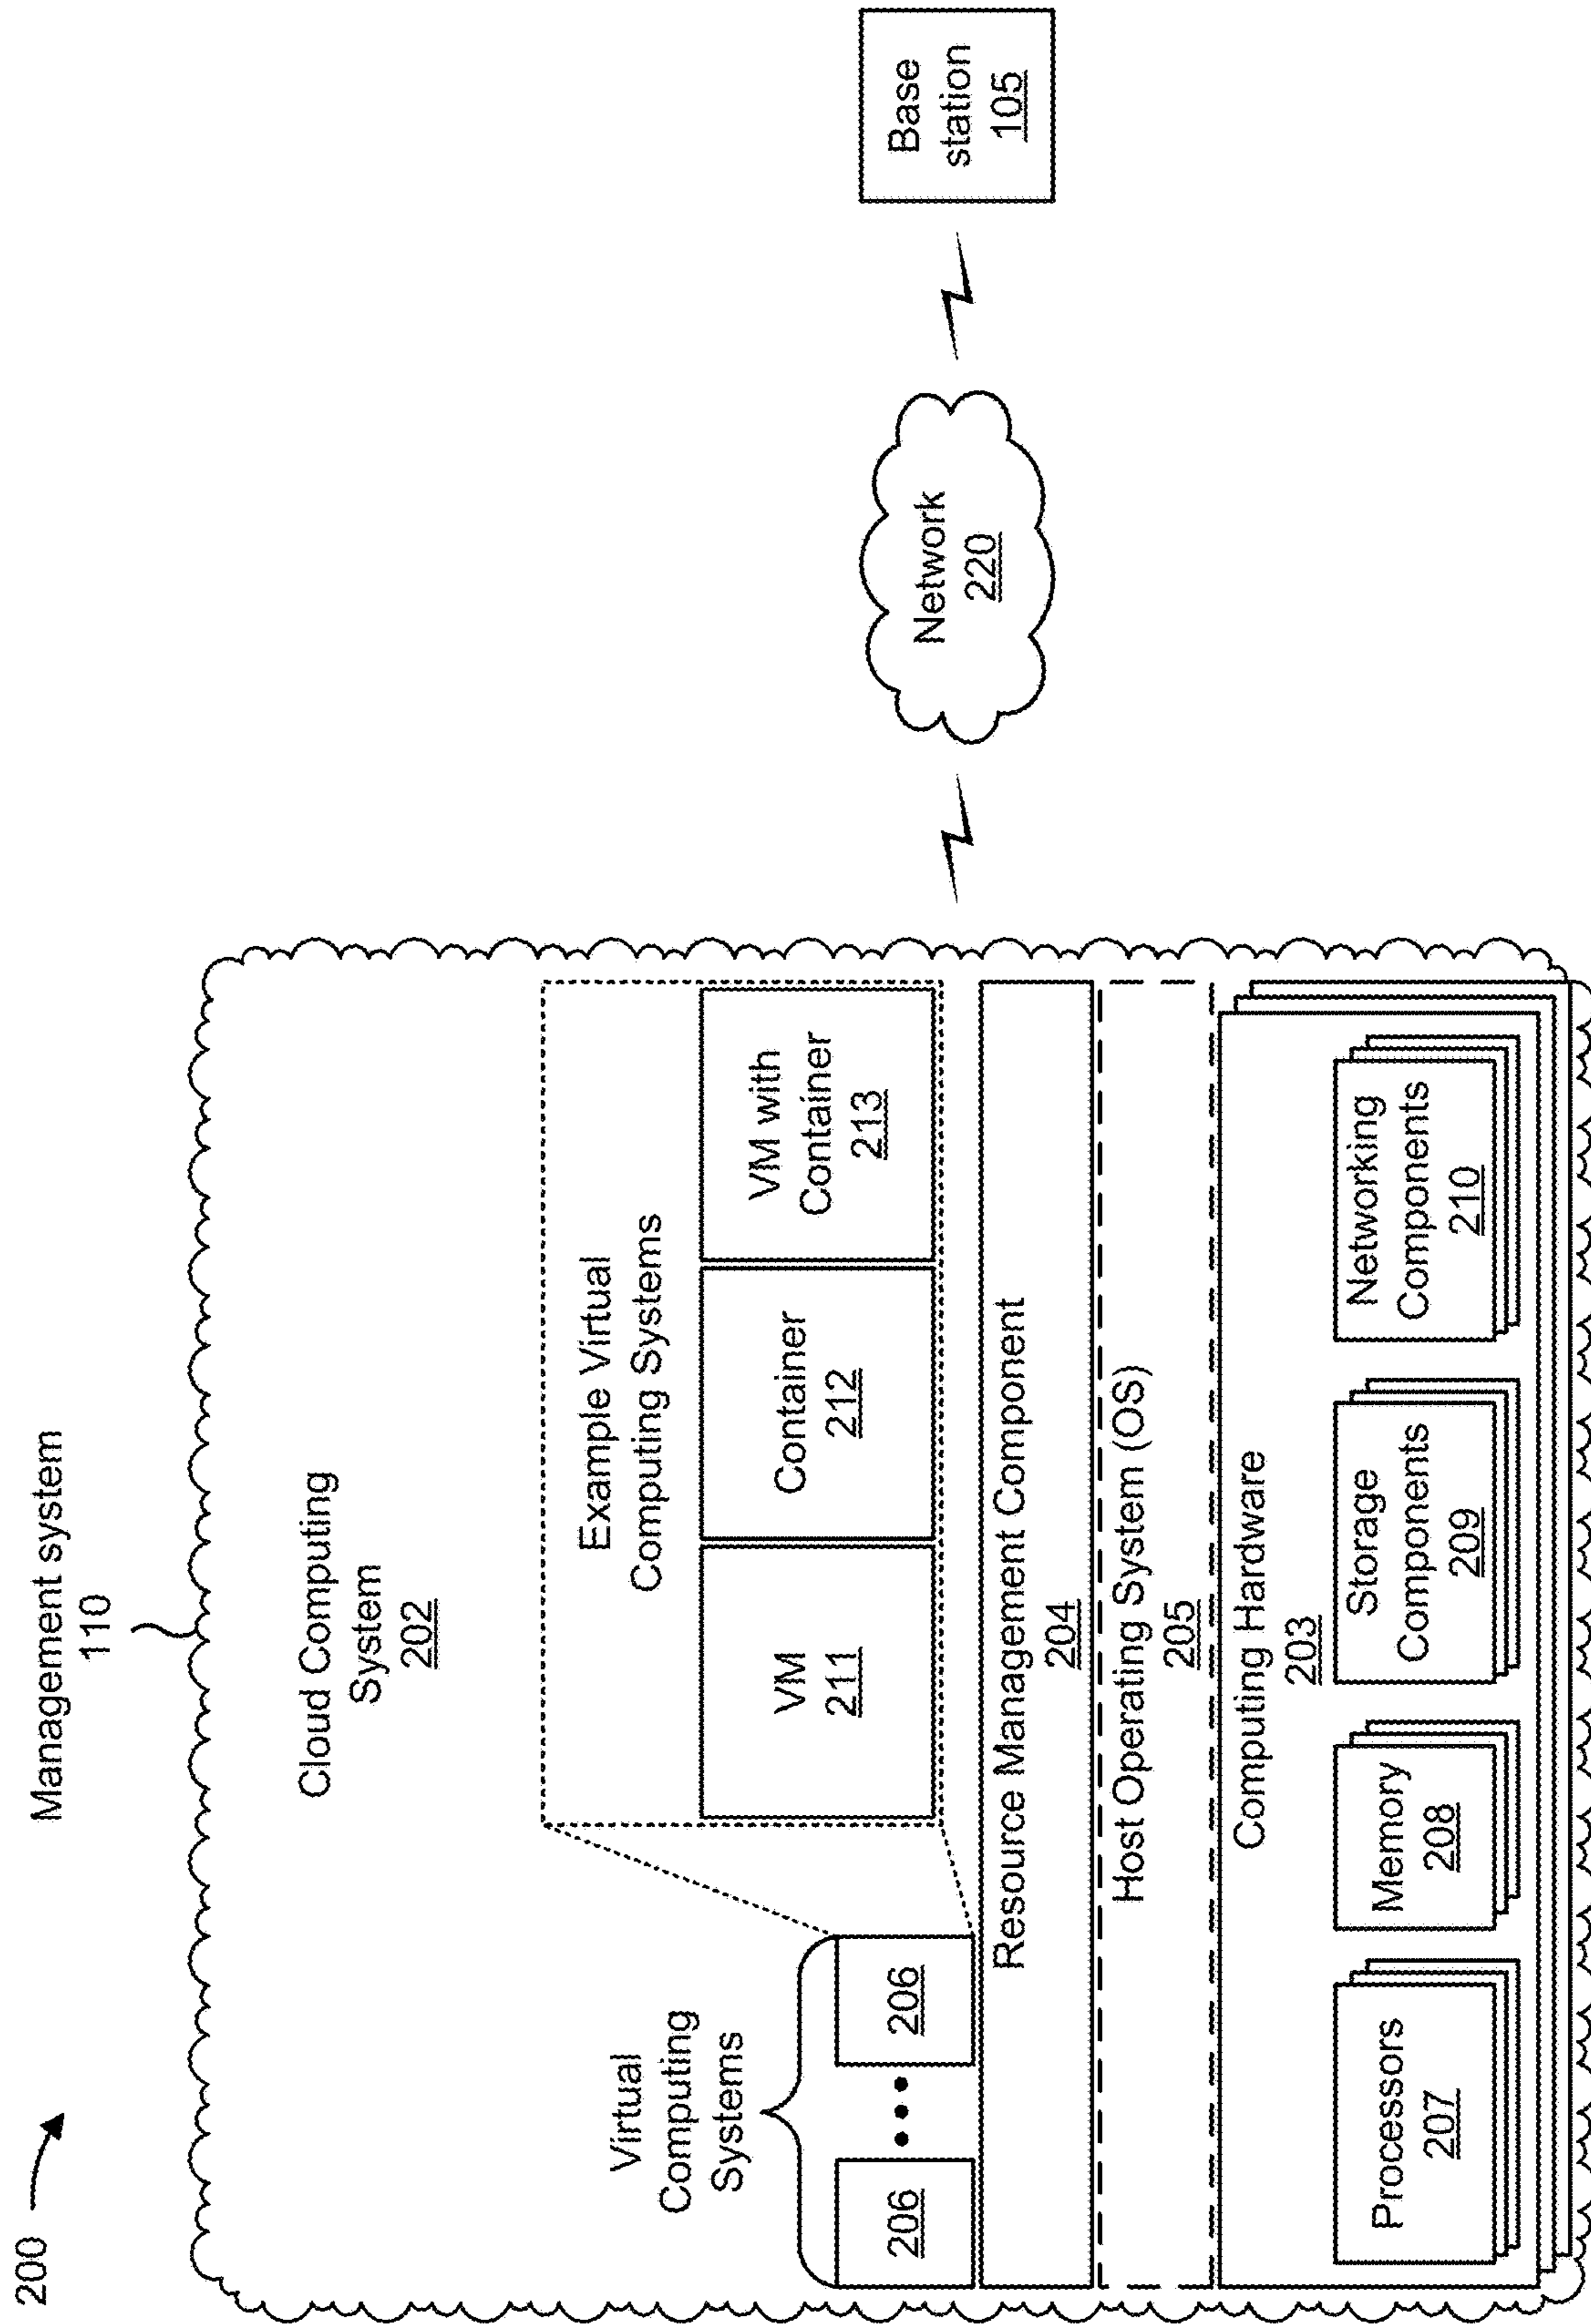 200
Management system
110
Cloud Computing
System
202
Virtual
Computing
Systems
206
206
Example Virtual
Computing Systems
VM
211
Container
212
VM with
Container
213
Resource Management Component
204
Host Operating System (OS)
205
Computing Hardware
203
Processors
207
Memory
208
Storage
Components
209
Networking
Components
210
Network
220
Base
station
105